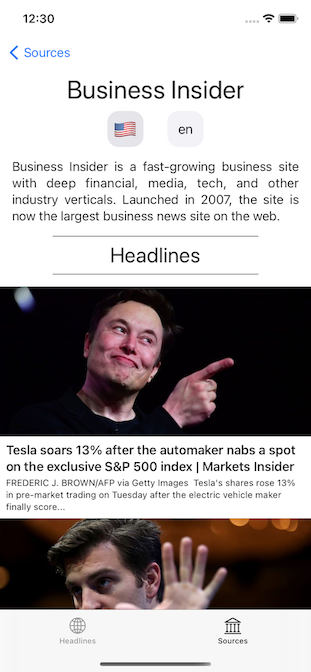 12:30
Sources
Business Insider
en
Business Insider is a fast-growing business site
with deep financial, media, tech, and other
industry verticals. Launched in 2007, the site is
now the largest business news site on the web.
Headlines
Tesla soars 13% after the automaker nabs a spot
on the exclusive S&P 500 index | Markets Insider
FREDERIC J. BROWN/AFP via Getty Images  Tesla's shares rose 13%
in pre-market trading on Tuesday after the electric vehicle maker
finally score...
Headlines
Sources